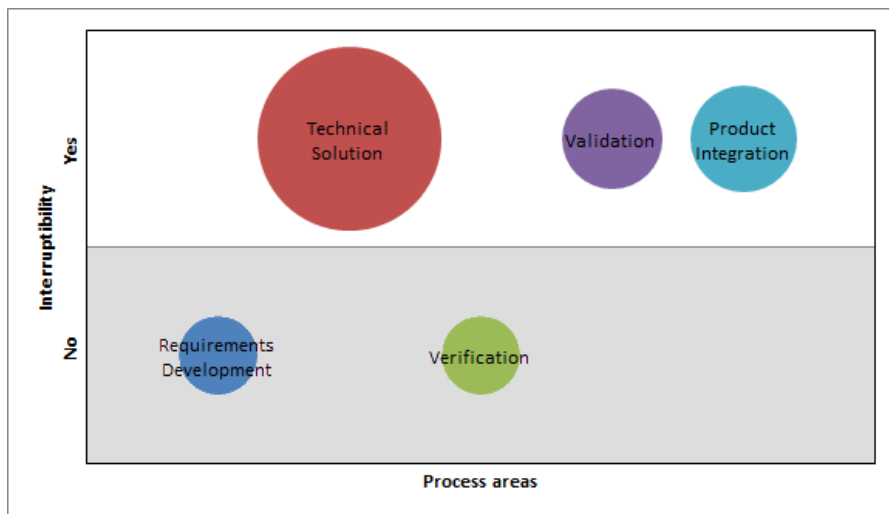 Interruptibility
Yes
No
Technical
Solution
Validation
Product
Integration
Requirements
Development
Verification
Process areas